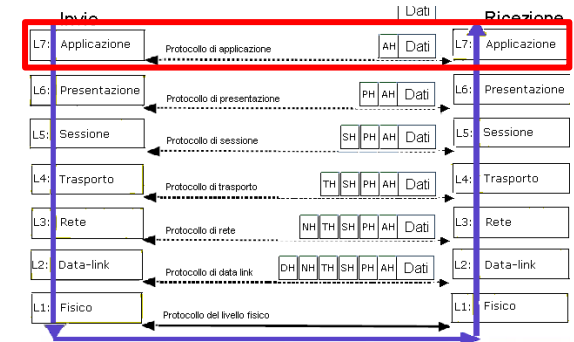 Invio Dati Ricezione
L7: Applicazione Protocollo di applicazione AH Dati L7: Applicazione
L6: Presentazione Protocollo di presentazione PH AH Dati L6: Presentazione
L5: Sessione Protocollo di sessione SH PH AH Dati L5: Sessione
L4: Trasporto Protocollo di trasporto TH SH PH AH Dati L4: Trasporto
L3: Rete Protocollo di rete NH TH SH PH AH Dati L3: Rete
L2: Data-link Protocollo di data link DH NH TH SH PH AH Dati L2: Data-link
L1: Fisico Protocollo del livello fisico L1: Fisico